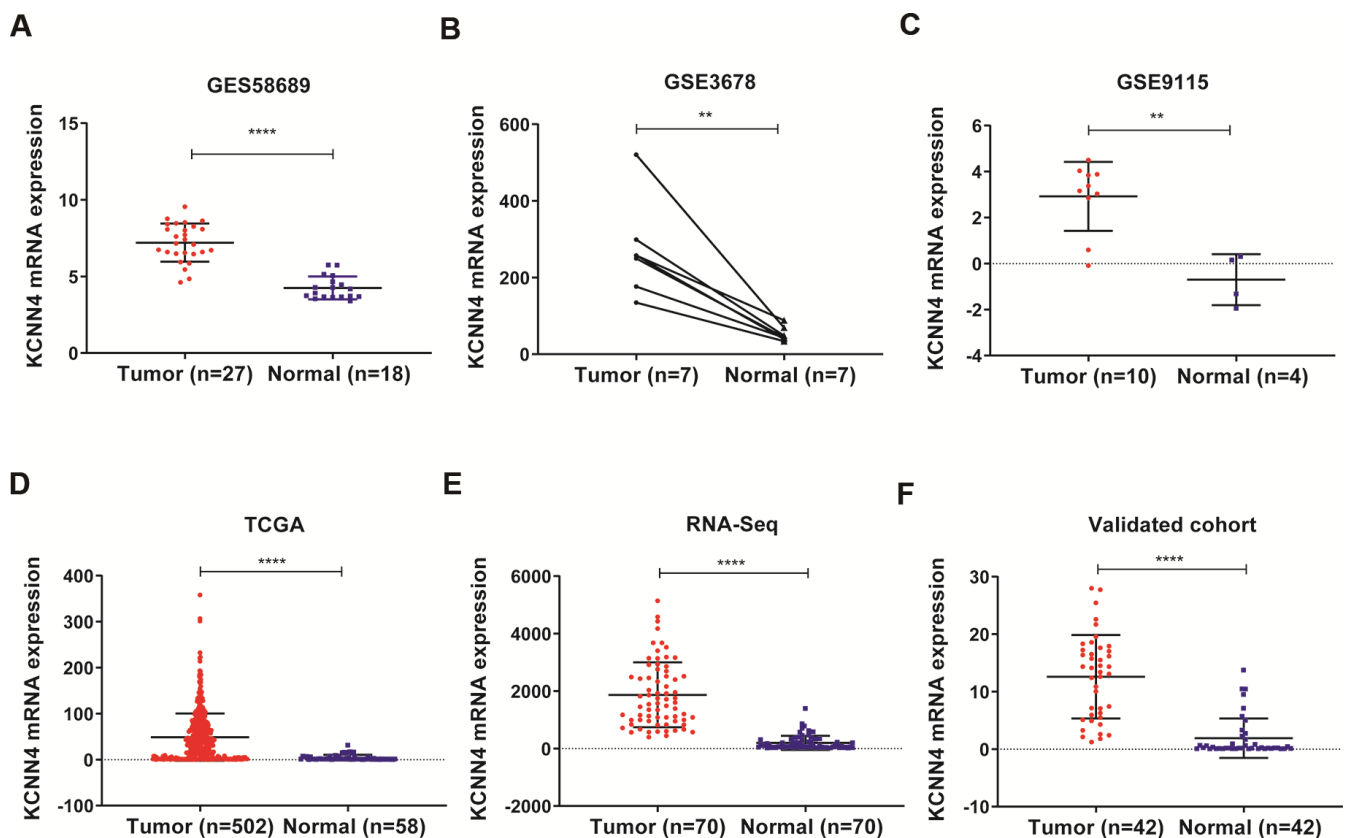 A
GES58689
KCNN4 mRNA expression
15
10
5
0
****
Tumor (n=27) Normal (n=18)
B
GSE3678
KCNN4 mRNA expression
600
400
200
0
**
Tumor (n=7) Normal (n=7)
C
GSE9115
KCNN4 mRNA expression
6
4
2
0
-2
-4
**
Tumor (n=10) Normal (n=4)
D
TCGA
KCNN4 mRNA expression
400
300
200
100
0
-100
****
Tumor (n=502) Normal (n=58)
E
RNA-Seq
KCNN4 mRNA expression
6000
4000
2000
0
-2000
****
Tumor (n=70) Normal (n=70)
F
Validated cohort
KCNN4 mRNA expression
30
20
10
0
-10
****
Tumor (n=42) Normal (n=42)